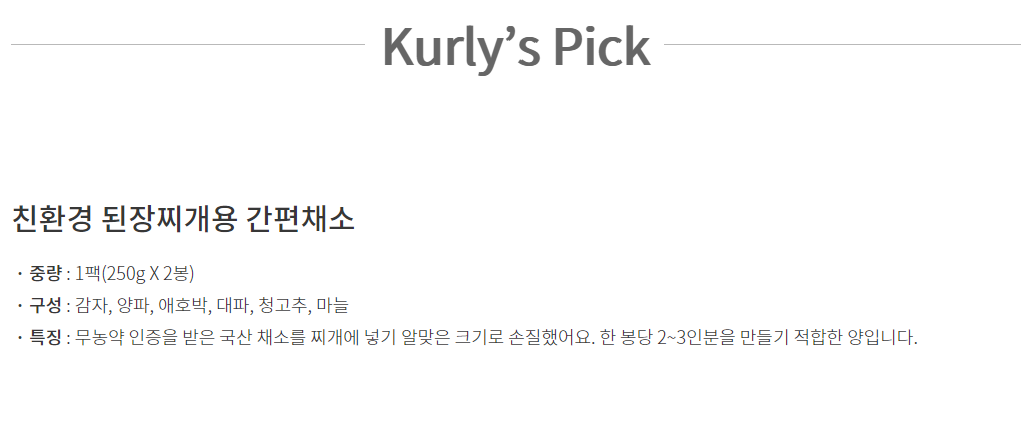 Kurly’s Pick
친환경 된장찌개용 간편채소
· 중량 : 1팩(250g X 2봉)
· 구성 : 감자, 양파, 애호박, 대파, 청고추, 마늘
· 특징 : 무농약 인증을 받은 국산 채소를 찌개에 넣기 알맞은 크기로 손질했어요. 한 봉당 2~3인분을 만들기 적합한 양입니다.